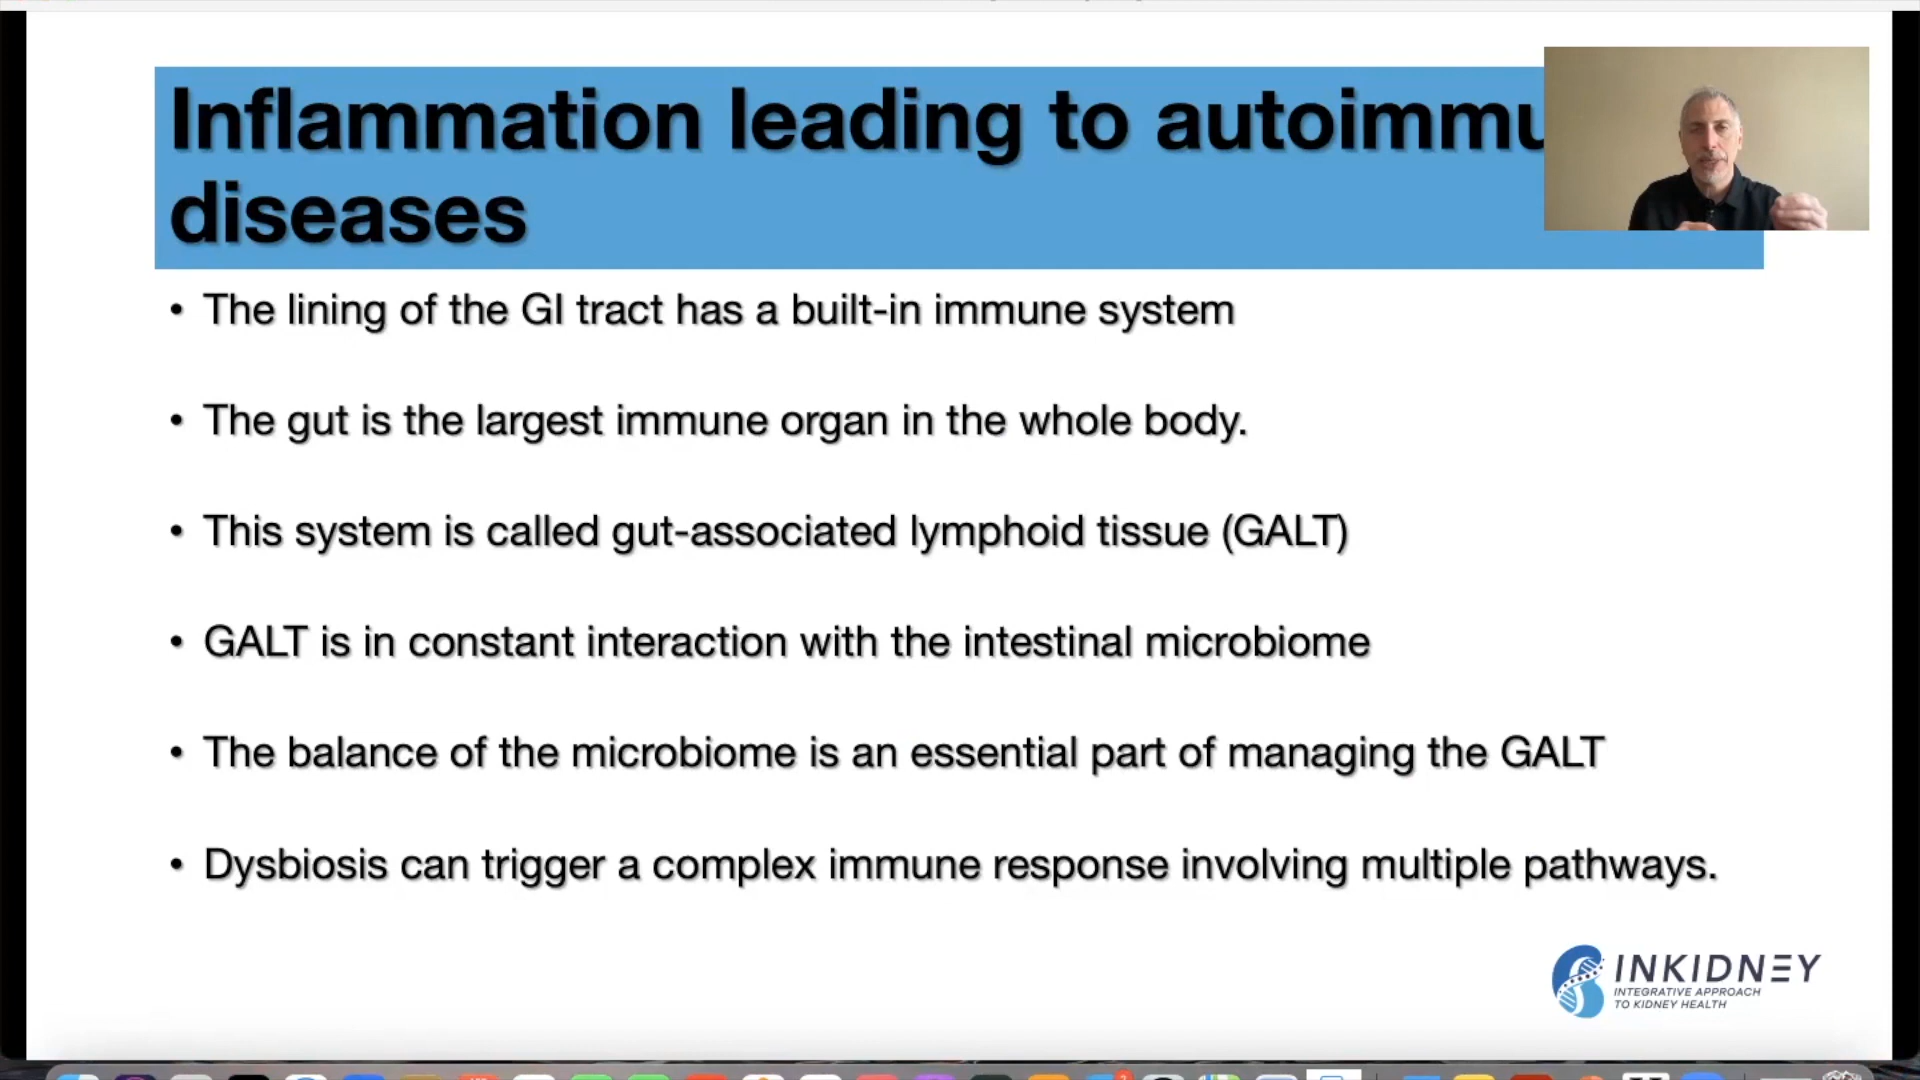 Inflammation leading to autoimmu
diseases
• The lining of the GI tract has a built-in immune system
• The gut is the largest immune organ in the whole body.
• This system is called gut-associated lymphoid tissue (GALT)
• GALT is in constant interaction with the intestinal microbiome
• The balance of the microbiome is an essential part of managing the GALT
• Dysbiosis can trigger a complex immune response involving multiple pathways.
INKIDNEY
INTEGRATIVE APPROACH
TO KIDNEY HEALTH